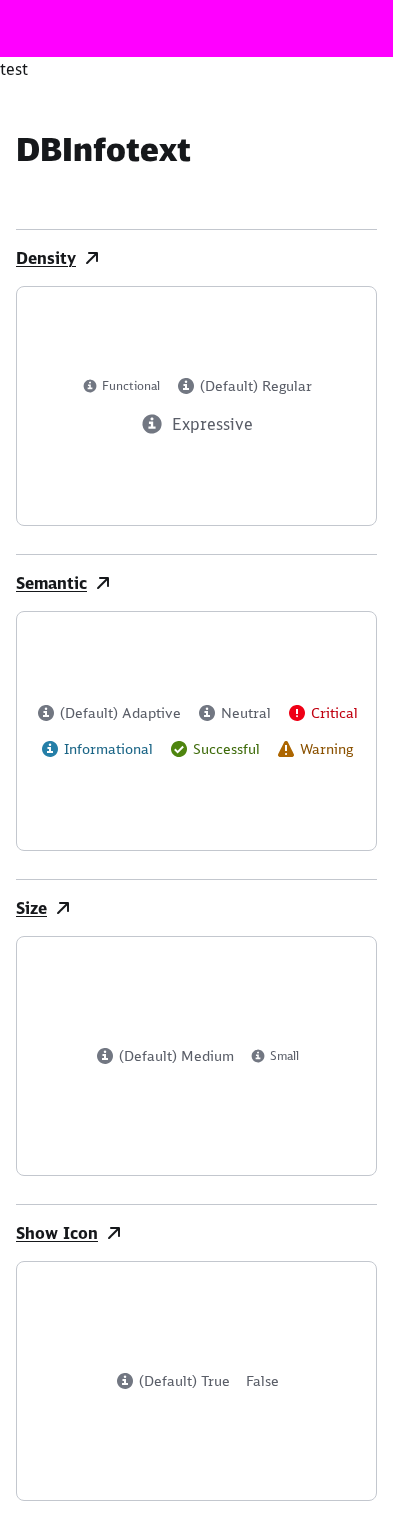 test
DBInfotext
Density
Functional (Default) Regular
Expressive
Semantic
(Default) Adaptive Neutral Critical
Informational Successful Warning
Size
(Default) Medium Small
Show Icon
(Default) True False